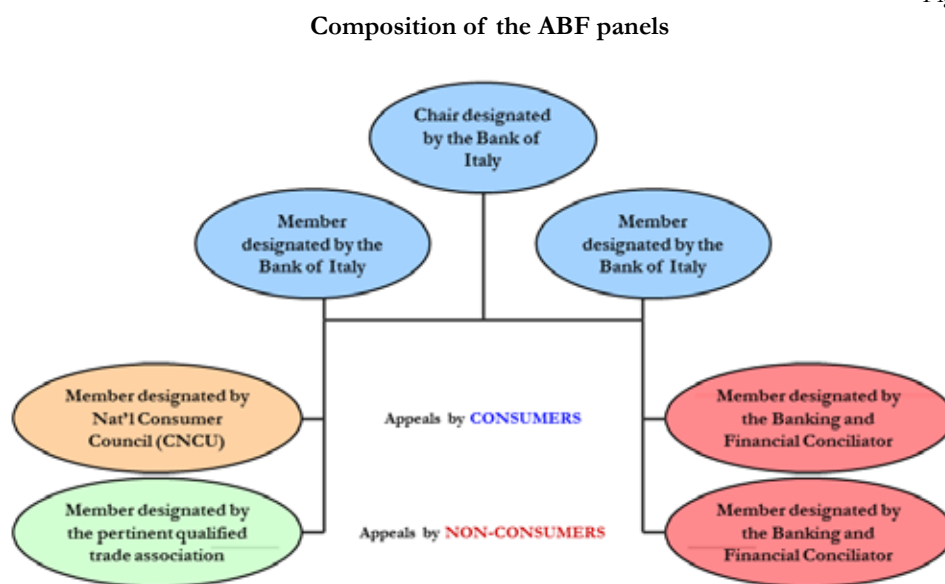 Composition of the ABF panels
Chair designated
by the Bank of
Italy
Member
designated by the
Bank of Italy
Member
designated by the
Bank of Italy
Member designated by
Nat'l Consumer
Council (CNCU)
Appeals by CONSUMERS
Member designated by
the Banking and
Financial Conciliator
Member designated by
the pertinent qualified
trade association
Appeals by NON-CONSUMERS
Member designated by
the Banking and
Financial Conciliator